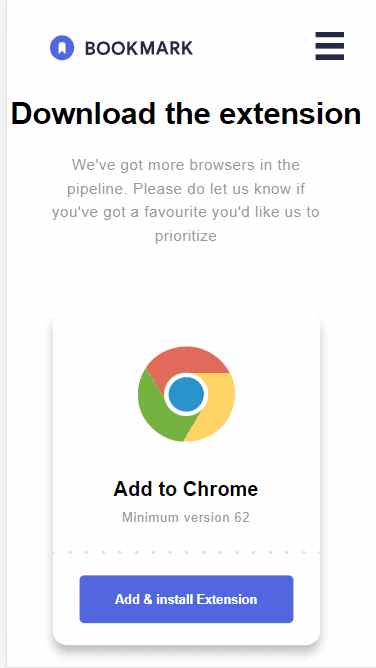 BOOKMARK
Download the extension
We've got more browsers in the
pipeline. Please do let us know if
you've got a favourite you'd like us to
prioritize
Add to Chrome
Minimum version 62
Add & install Extension